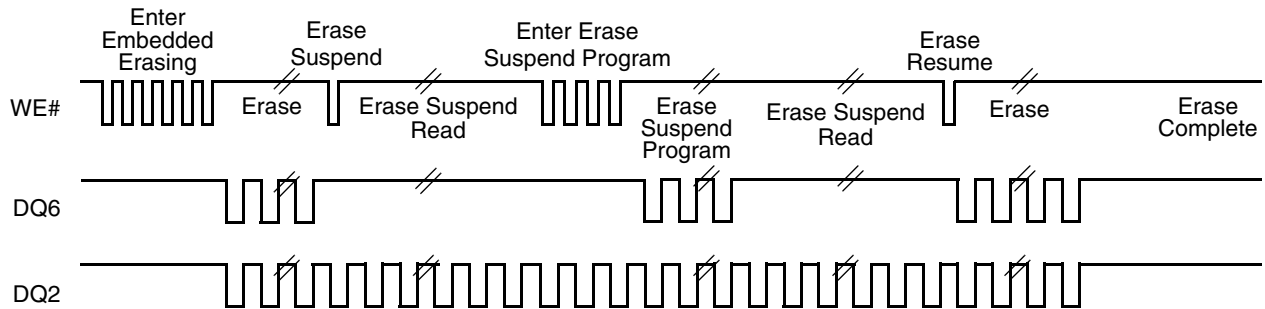 Enter
Embedded
Erasing
Erase
Suspend
Enter Erase
Suspend Program
Erase
Resume
WE#
Erase
Erase Suspend
Read
Erase
Suspend
Program
Erase Suspend
Read
Erase
Erase
Complete
DQ6
DQ2